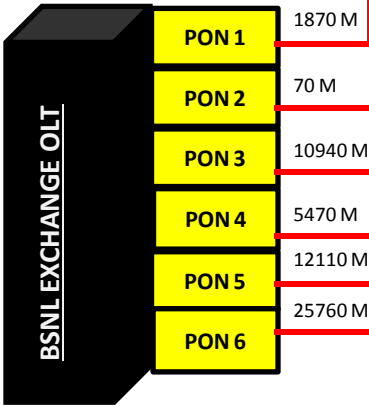 BSNL EXCHANGE OLT
PON 1
1870 M
PON 2
70 M
PON 3
10940 M
PON 4
5470 M
PON 5
12110 M
PON 6
25760 M